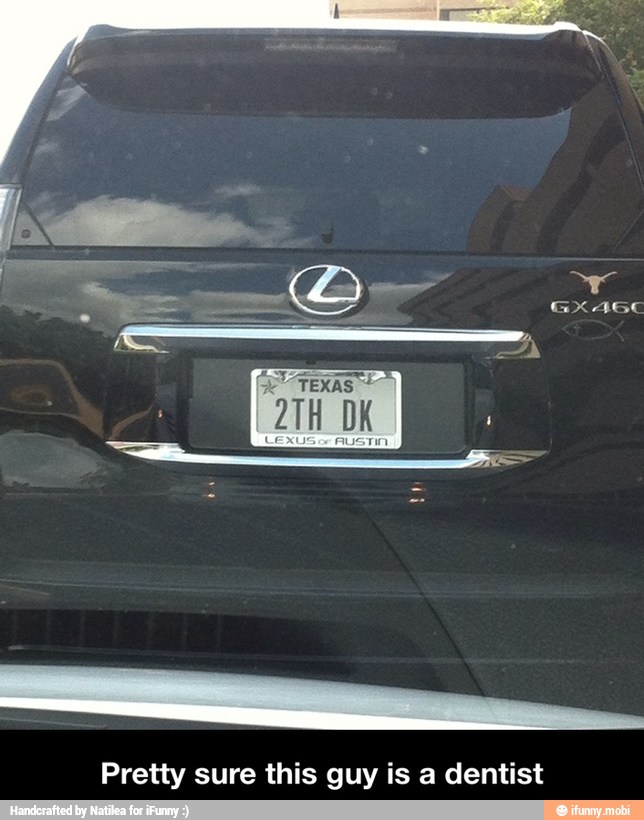 GX460
TEXAS
2TH DK
LEXUS OF AUSTIN
Pretty sure this guy is a dentist
Handcrafted by Natilea for iFunny :)
ifunny.mobi